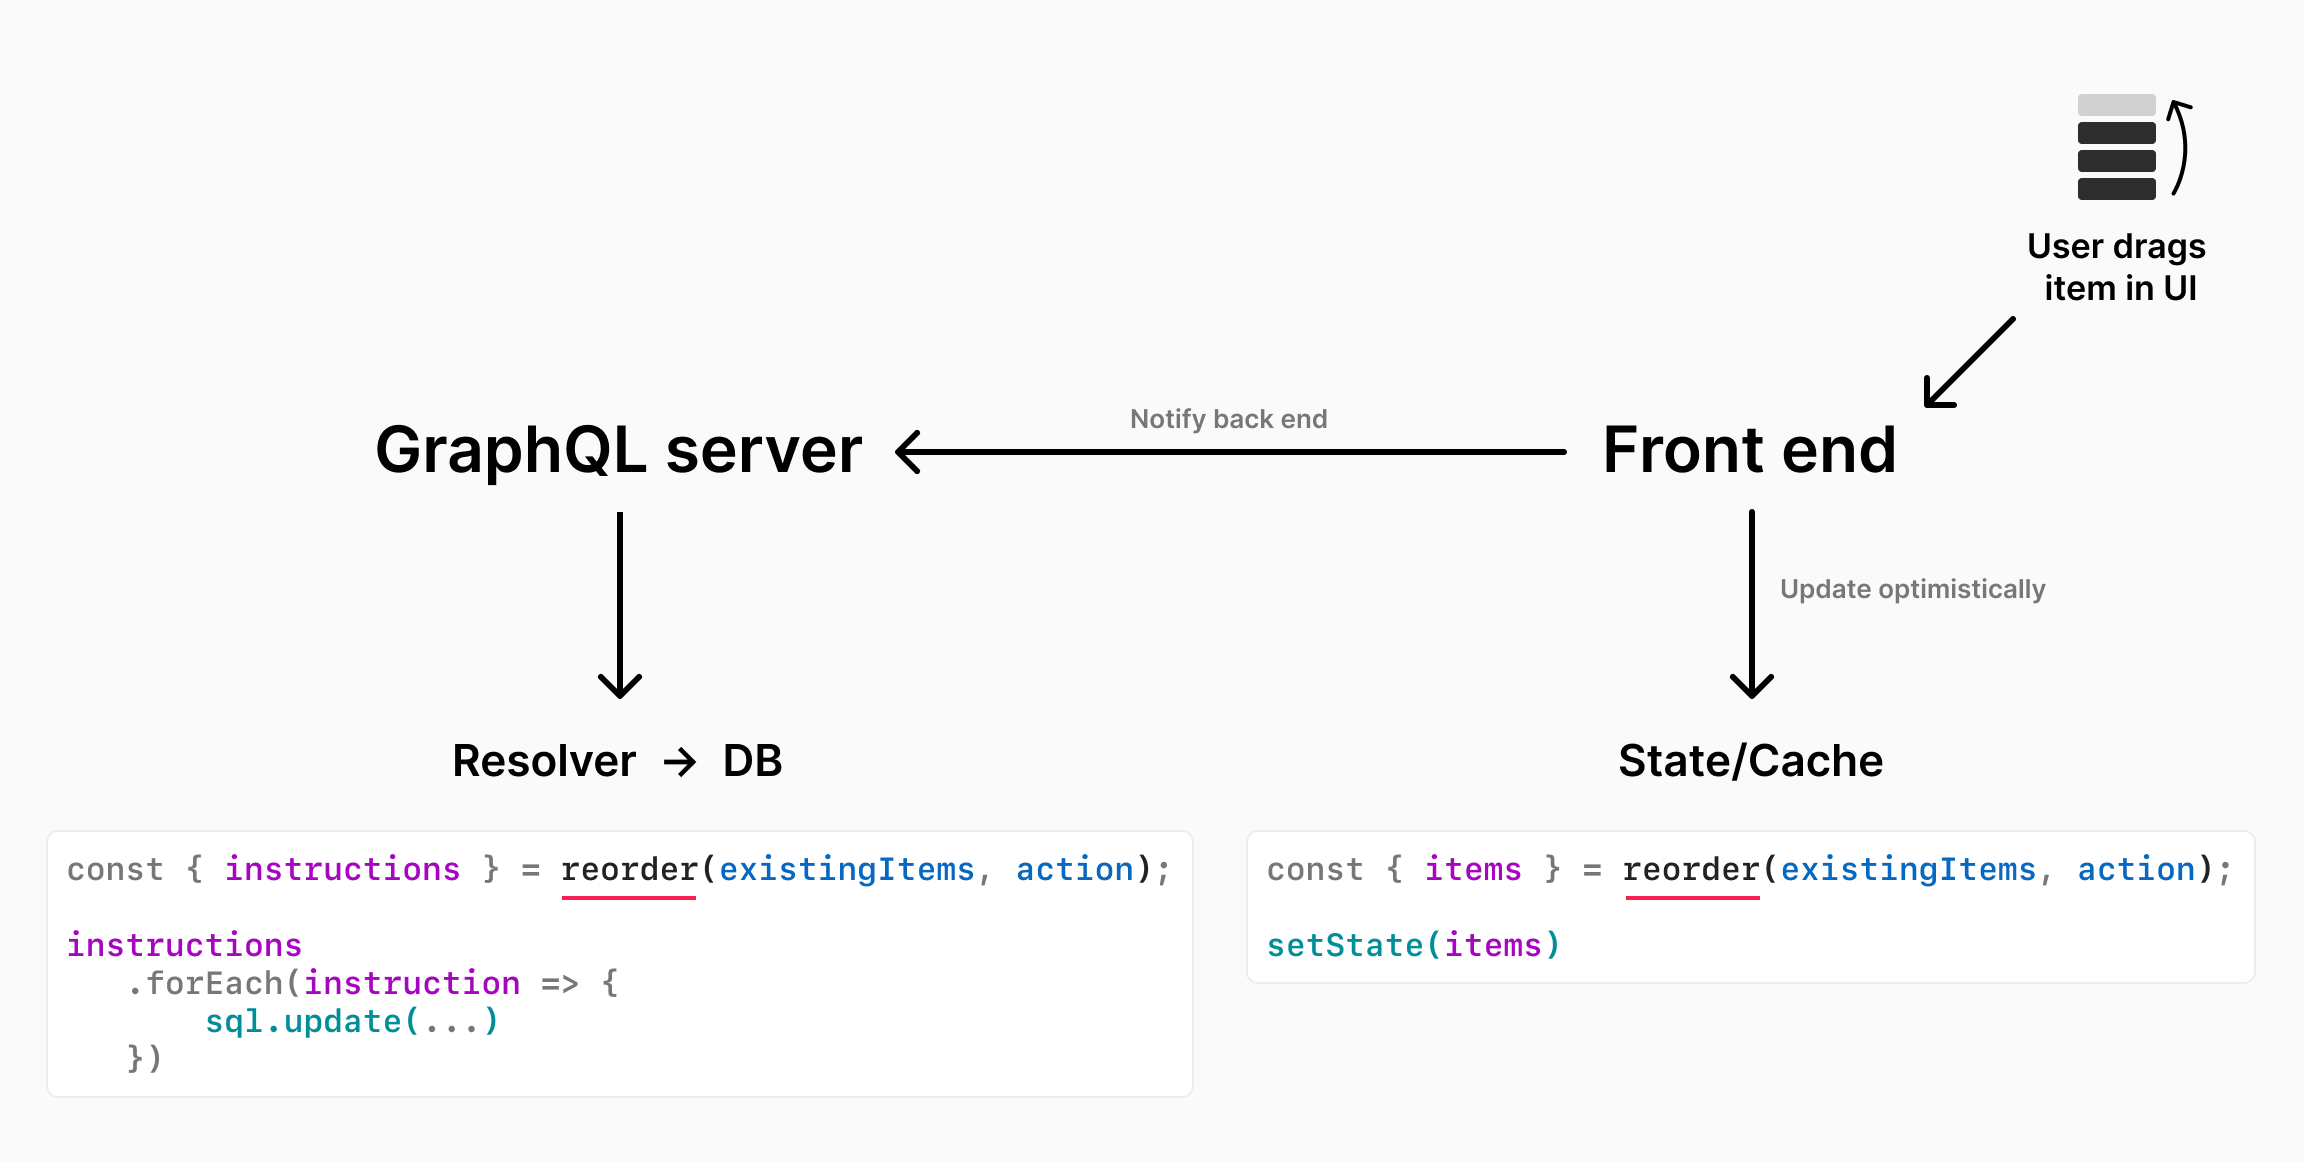 User drags
item in UI
Notify back end
GraphQL server
Front end
Update optimistically
Resolver → DB
State/Cache
const { instructions } = reorder(existingItems, action);
instructions
.forEach(instruction => {
sql.update(...)
})
const { items } = reorder(existingItems, action);
setState(items)